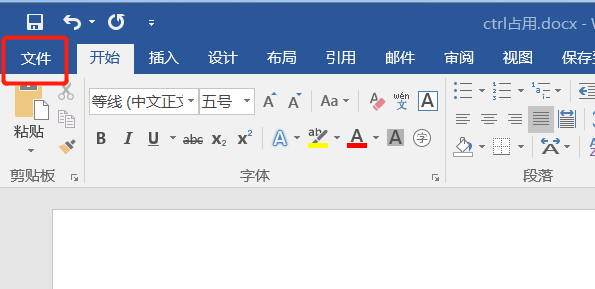 ctrl占用.docx - W
文件 开始 插入 设计 布局 引用 邮件 审阅 视图 保存
等线 (中文正文 五号 A A Aa wén 文 A
粘贴 B I U abc X₂ X² A ab A A 字
剪贴板 字体 段落